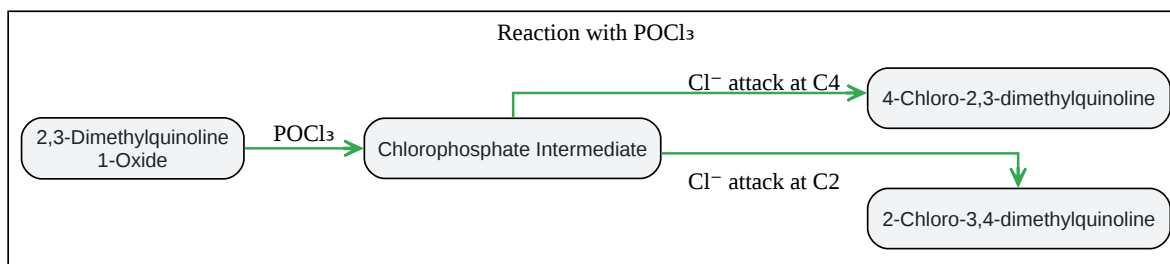 Reaction with POCl₃
Cl⁻ attack at C4
4-Chloro-2,3-dimethylquinoline
2,3-Dimethylquinoline
1-Oxide
POCl₃
Chlorophosphate Intermediate
Cl⁻ attack at C2
2-Chloro-3,4-dimethylquinoline